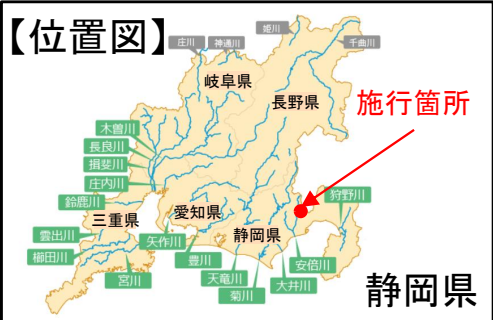 【位置図】
庄川
神通川
姫川
千曲川
岐阜県
長野県
施行箇所
木曽川
長良川
揖斐川
庄内川
鈴鹿川
狩野川
三重県
愛知県
雲出川
静岡県
矢作川
櫛田川
豊川
安倍川
宮川
天竜川
大井川
菊川
静岡県